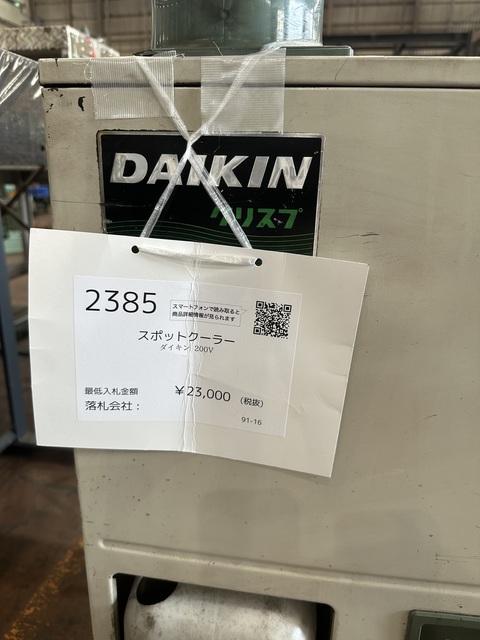 DAIKIN
クリスプ
2385
スマートフォンで読み取ると
商品詳細情報が見られます
スポットクーラー
ダイキン 200V
最低入札金額 ￥23,000 (税抜)
落札会社：
91-16